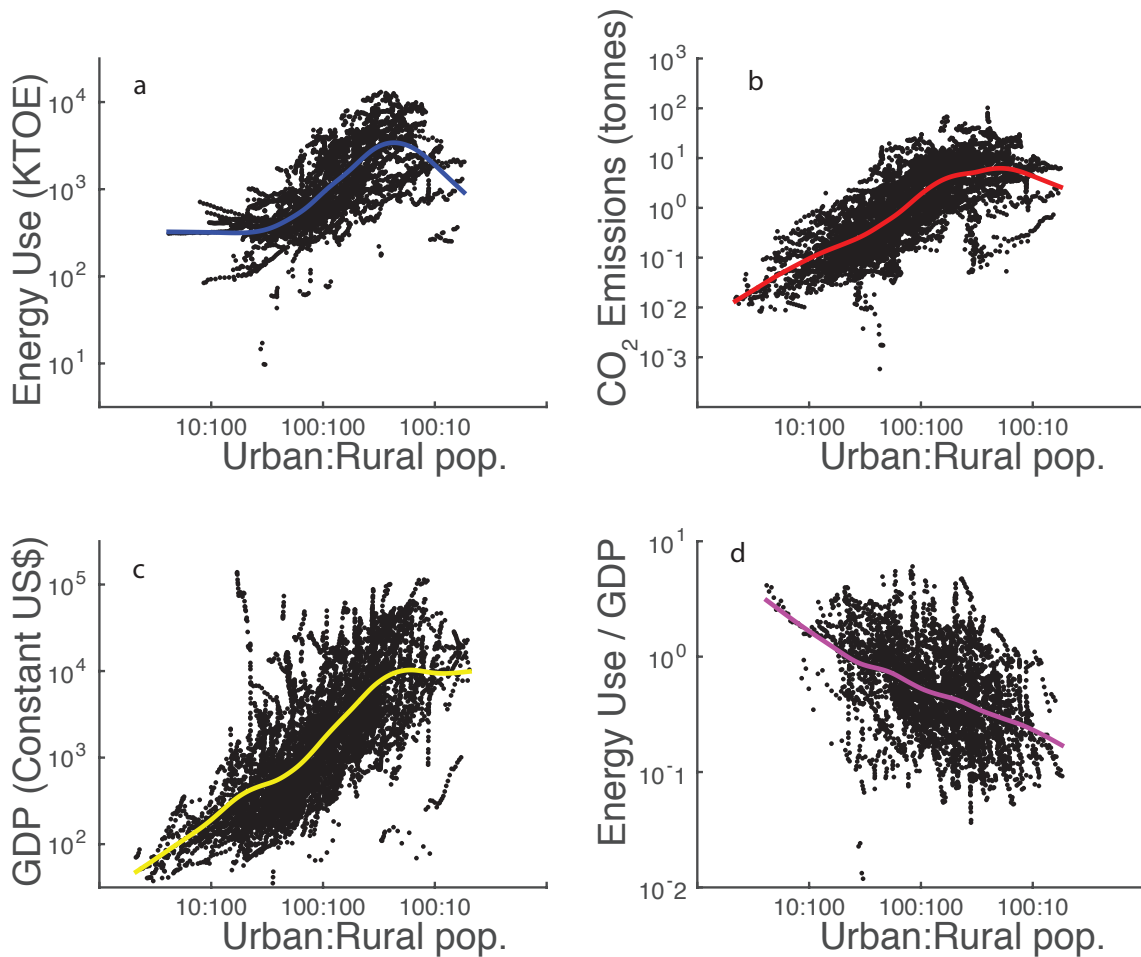 a
Energy Use (KTOE)
10^4
10^3
10^2
10^1
10:100 100:100 100:10
Urban:Rural pop.
b
CO_2 Emissions (tonnes)
10^3
10^2
10^1
10^0
10^-1
10^-2
10^-3
10:100 100:100 100:10
Urban:Rural pop.
c
GDP (Constant US$)
10^5
10^4
10^3
10^2
10:100 100:100 100:10
Urban:Rural pop.
d
Energy Use / GDP
10^1
10^0
10^-1
10^-2
10:100 100:100 100:10
Urban:Rural pop.